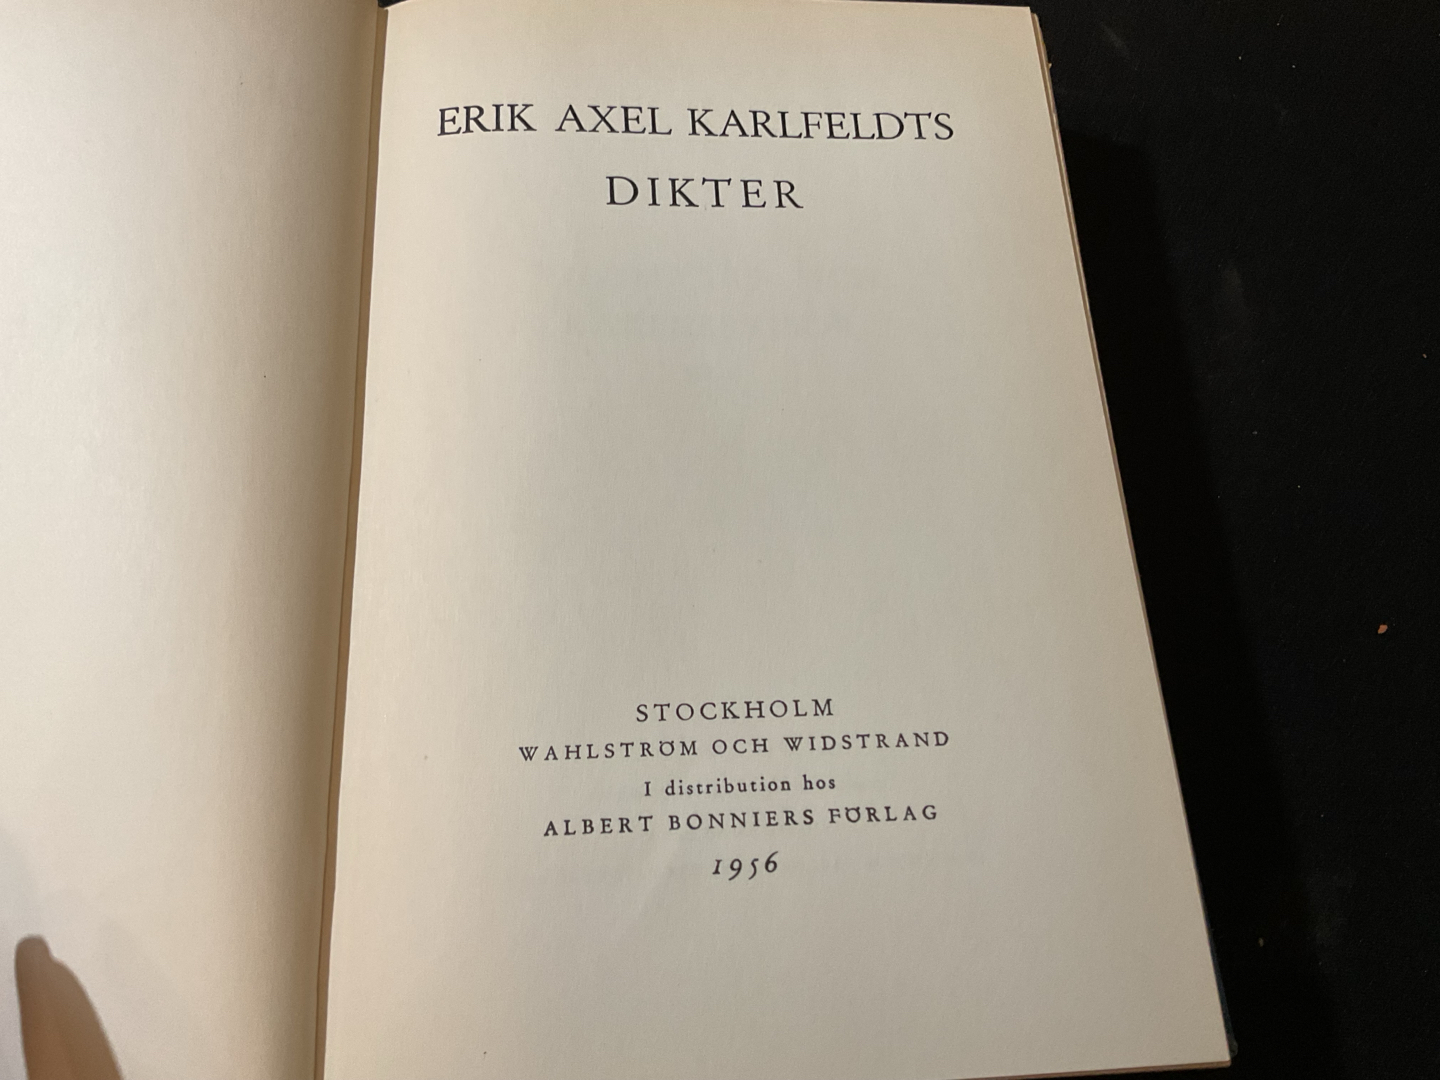 ERIK AXEL KARLFELDTS
DIKTER
STOCKHOLM
WAHLSTRÖM OCH WIDSTRAND
I distribution hos
ALBERT BONNIERS FÖRLAG
1956